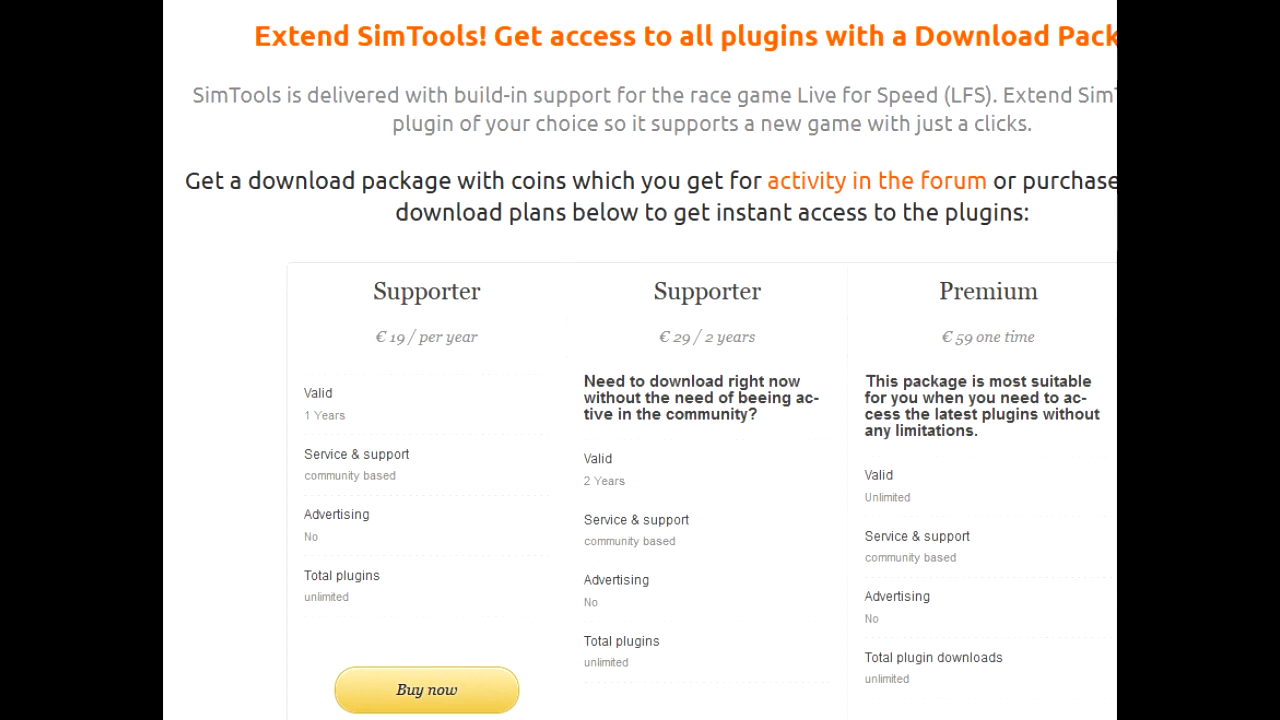 Extend SimTools! Get access to all plugins with a Download Pack
SimTools is delivered with build-in support for the race game Live for Speed (LFS). Extend Sim
plugin of your choice so it supports a new game with just a clicks.
Get a download package with coins which you get for activity in the forum or purchase
download plans below to get instant access to the plugins:
Supporter
€ 19 / per year
Valid
1 Years
Service & support
community based
Advertising
No
Total plugins
unlimited
Buy now
Supporter
€ 29 / 2 years
Need to download right now
without the need of beeing ac-
tive in the community?
Valid
2 Years
Service & support
community based
Advertising
No
Total plugins
unlimited
Premium
€ 59 one time
This package is most suitable
for you when you need to ac-
cess the latest plugins without
any limitations.
Valid
Unlimited
Service & support
community based
Advertising
No
Total plugin downloads
unlimited